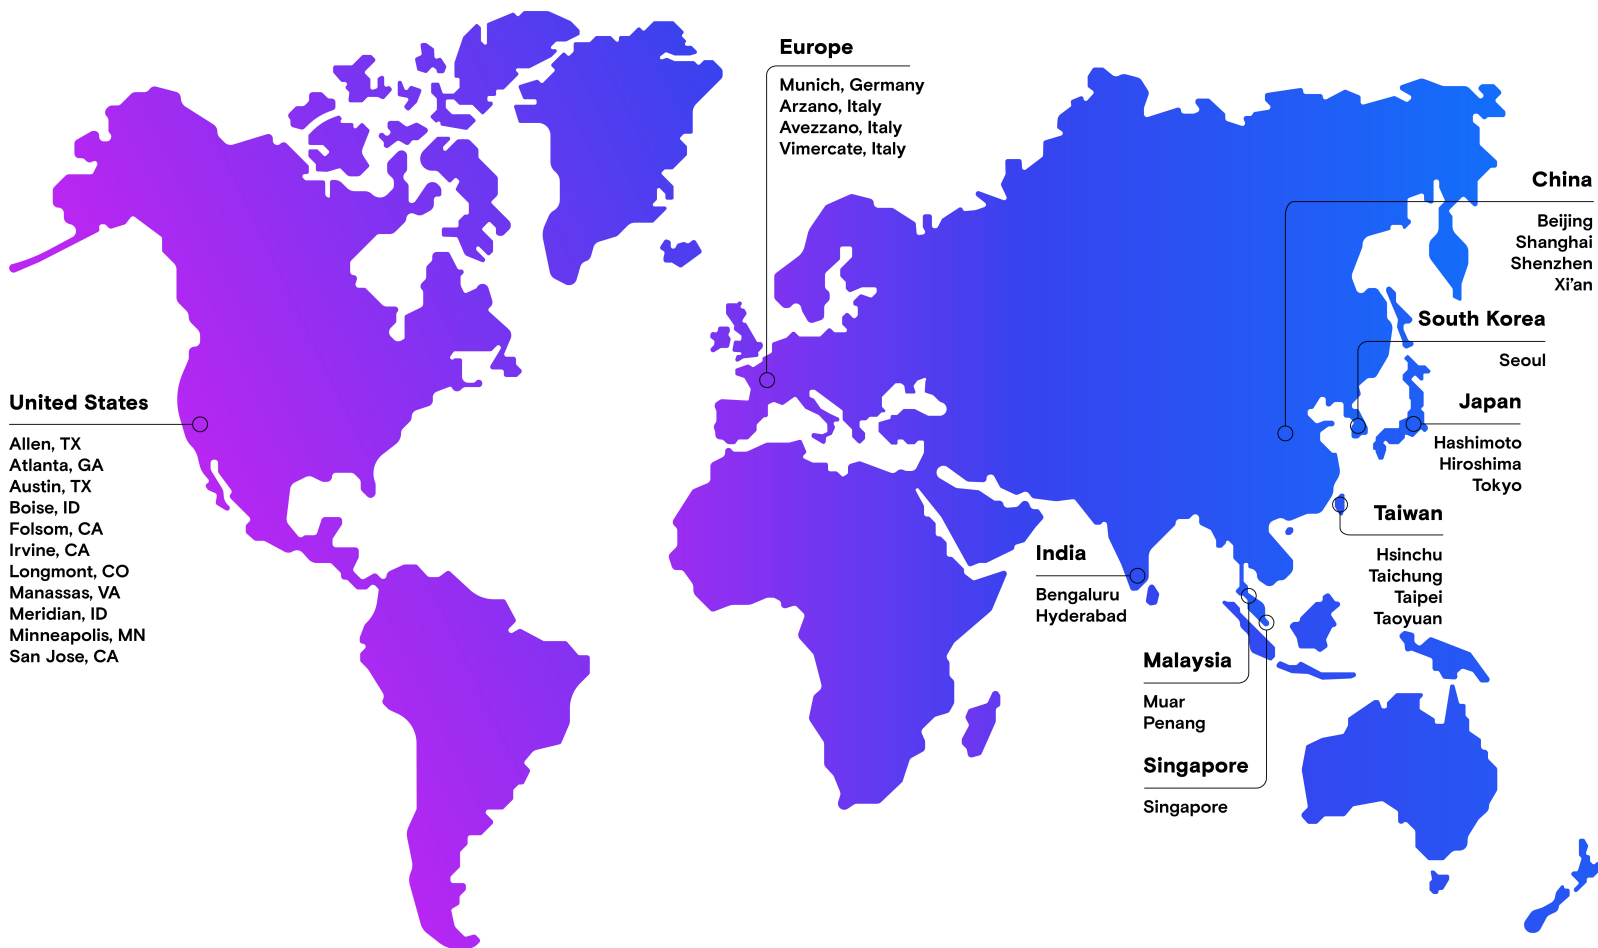 Europe
Munich, Germany
Arzano, Italy
Avezzano, Italy
Vimercate, Italy
China
Beijing
Shanghai
Shenzhen
Xi’an
South Korea
Seoul
United States
Allen, TX
Atlanta, GA
Austin, TX
Boise, ID
Folsom, CA
Irvine, CA
Longmont, CO
Manassas, VA
Meridian, ID
Minneapolis, MN
San Jose, CA
Japan
Hashimoto
Hiroshima
Tokyo
Taiwan
Hsinchu
Taichung
Taipei
Taoyuan
India
Bengaluru
Hyderabad
Malaysia
Muar
Penang
Singapore
Singapore